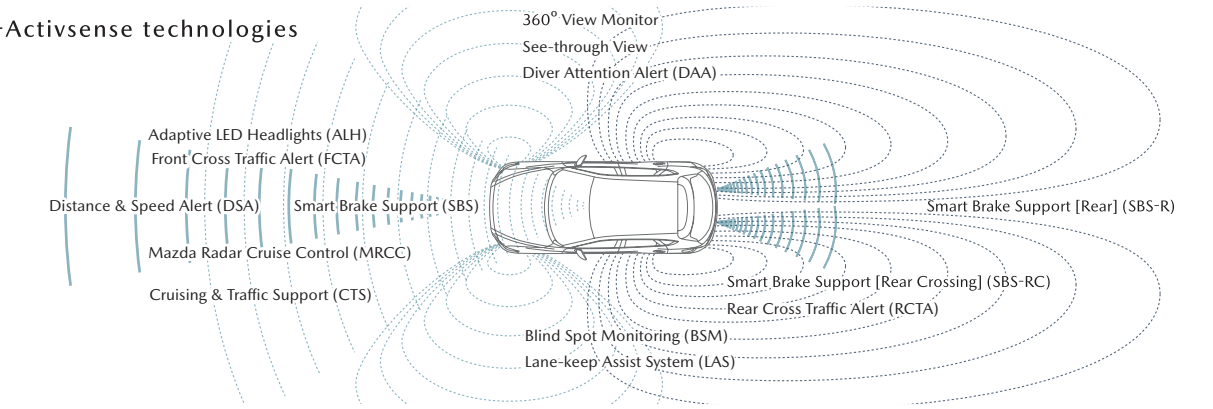 -Activsense technologies
360° View Monitor
See-through View
Diver Attention Alert (DAA)
Adaptive LED Headlights (ALH)
Front Cross Traffic Alert (FCTA)
Distance & Speed Alert (DSA)
Smart Brake Support (SBS)
Mazda Radar Cruise Control (MRCC)
Cruising & Traffic Support (CTS)
Smart Brake Support [Rear] (SBS-R)
Smart Brake Support [Rear Crossing] (SBS-RC)
Rear Cross Traffic Alert (RCTA)
Blind Spot Monitoring (BSM)
Lane-keep Assist System (LAS)